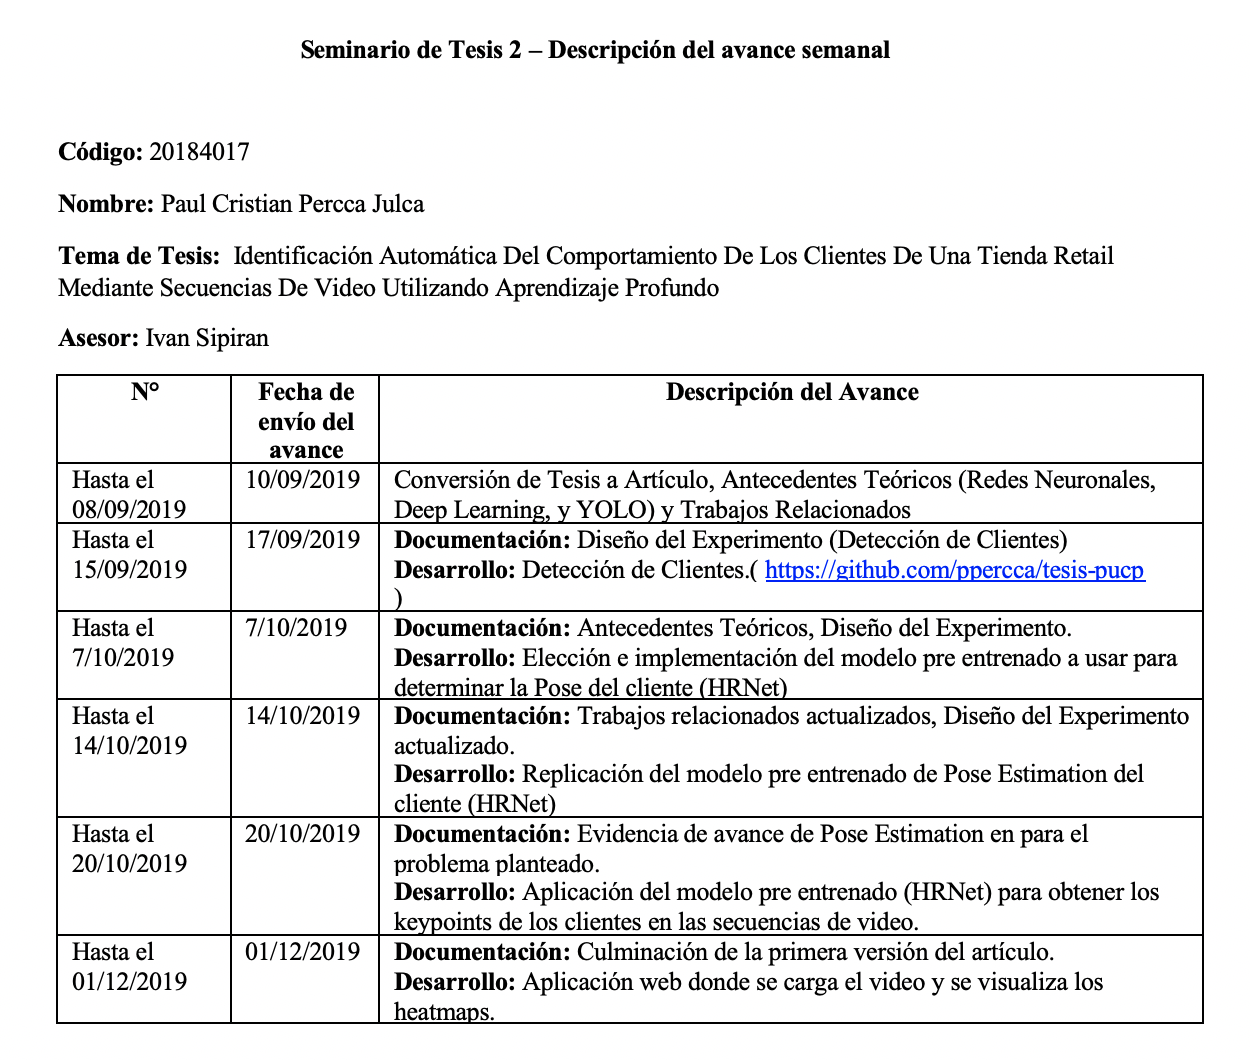 Seminario de Tesis 2 – Descripción del avance semanal
Código: 20184017
Nombre: Paul Cristian Percca Julca
Tema de Tesis: Identificación Automática Del Comportamiento De Los Clientes De Una Tienda Retail
Mediante Secuencias De Video Utilizando Aprendizaje Profundo
Asesor: Ivan Sipiran
N°
Fecha de
envío del
avance
Descripción del Avance
Hasta el
08/09/2019
10/09/2019
Conversión de Tesis a Artículo, Antecedentes Teóricos (Redes Neuronales,
Deep Learning, y YOLO) y Trabajos Relacionados
Hasta el
15/09/2019
17/09/2019
Documentación: Diseño del Experimento (Detección de Clientes)
Desarrollo: Detección de Clientes.( https://github.com/ppercca/tesis-pucp
)
Hasta el
7/10/2019
7/10/2019
Documentación: Antecedentes Teóricos, Diseño del Experimento.
Desarrollo: Elección e implementación del modelo pre entrenado a usar para
determinar la Pose del cliente (HRNet)
Hasta el
14/10/2019
14/10/2019
Documentación: Trabajos relacionados actualizados, Diseño del Experimento
actualizado.
Desarrollo: Replicación del modelo pre entrenado de Pose Estimation del
cliente (HRNet)
Hasta el
20/10/2019
20/10/2019
Documentación: Evidencia de avance de Pose Estimation en para el
problema planteado.
Desarrollo: Aplicación del modelo pre entrenado (HRNet) para obtener los
keypoints de los clientes en las secuencias de video.
Hasta el
01/12/2019
01/12/2019
Documentación: Culminación de la primera versión del artículo.
Desarrollo: Aplicación web donde se carga el video y se visualiza los
heatmaps.